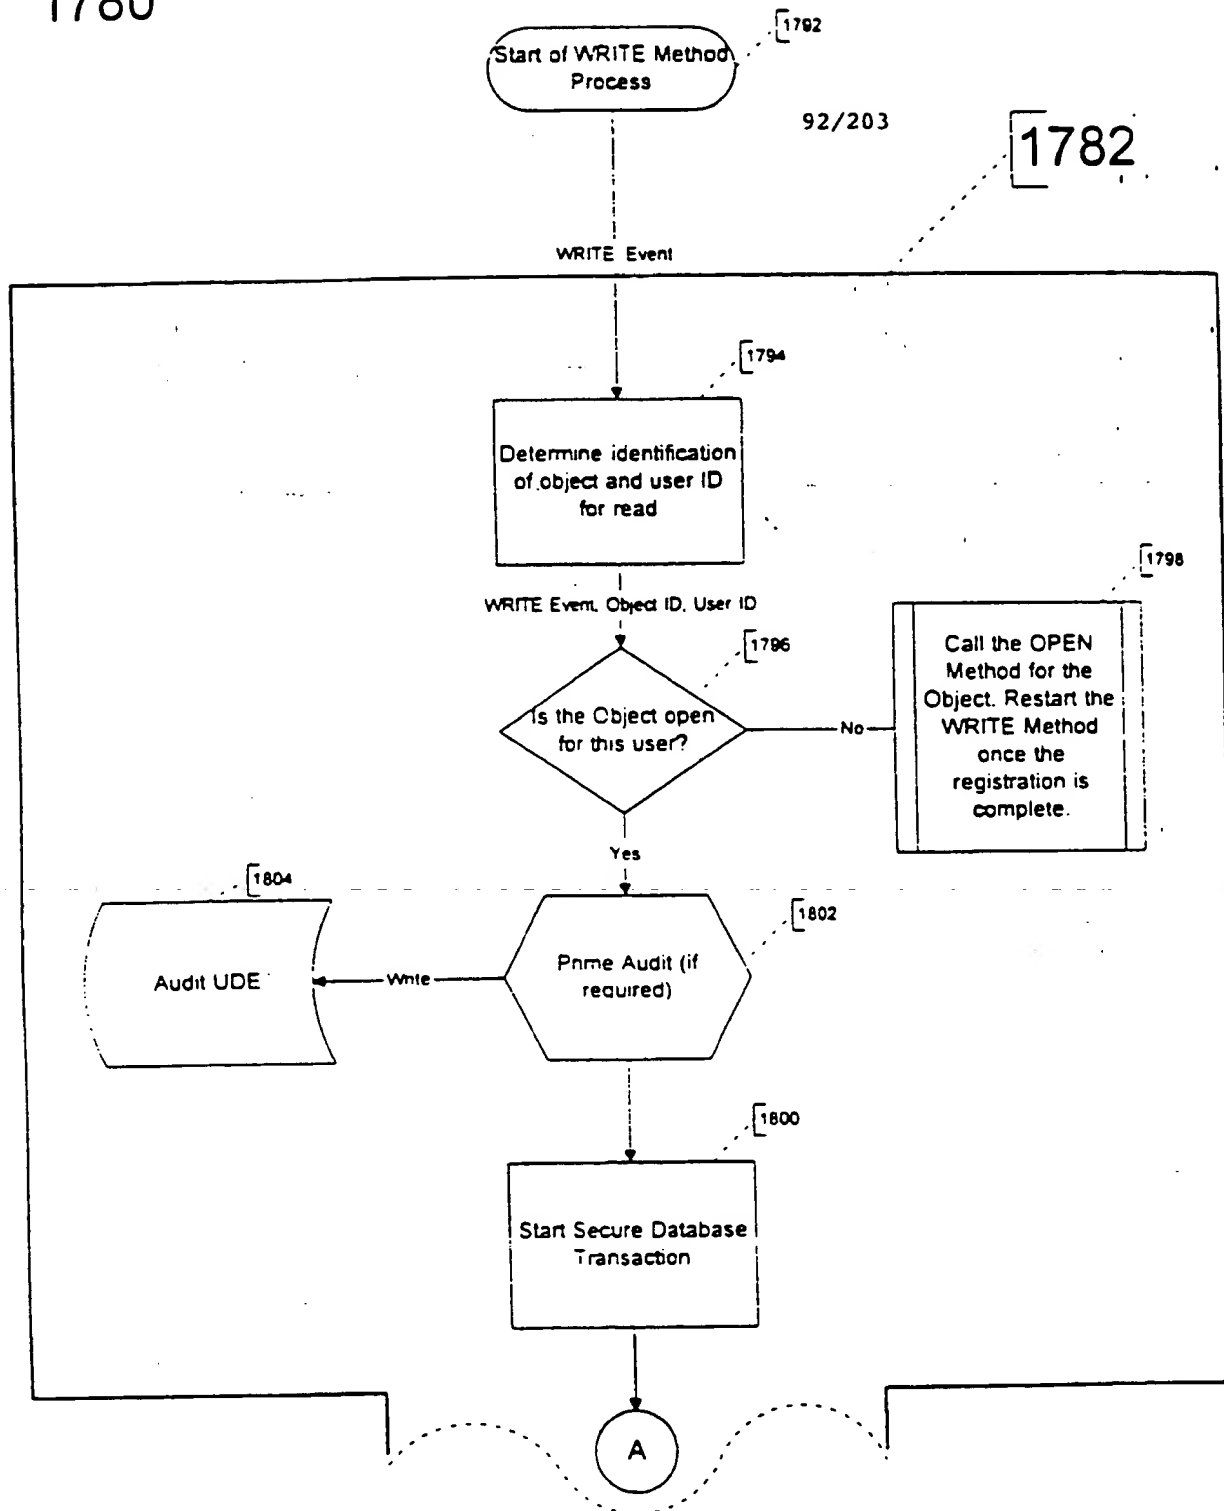 1780
1792
Start of WRITE Method
Process
92/203
1782
WRITE Event
1794
Determine identification
of object and user ID
for read
WRITE Event, Object ID, User ID
1796
1798
Is the Object open
for this user?
No
Call the OPEN
Method for the
Object. Restart the
WRITE Method
once the
registration is
complete.
Yes
1804
1802
Audit UDE
Write
Prime Audit (if
required)
1800
Start Secure Database
Transaction
A